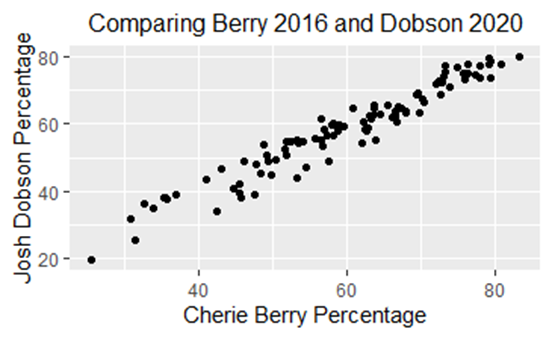 Comparing Berry 2016 and Dobson 2020
Josh Dobson Percentage
80
60
40
20
40 60 80
Cherie Berry Percentage